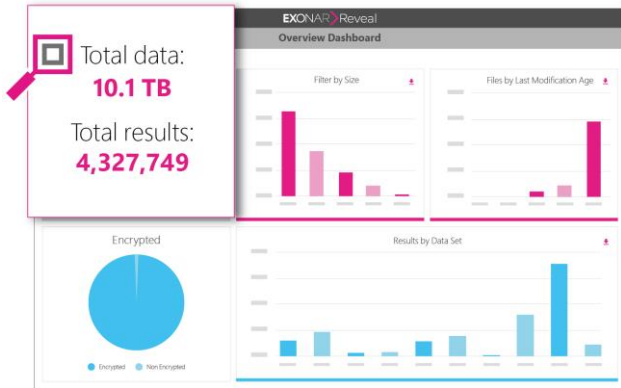 EXONAR Reveal
Overview Dashboard
Total data:
10.1 TB
Total results:
4,327,749
Filter by Size
Files by Last Modification Age
Encrypted
Encrypted
Non Encrypted
Results by Data Set